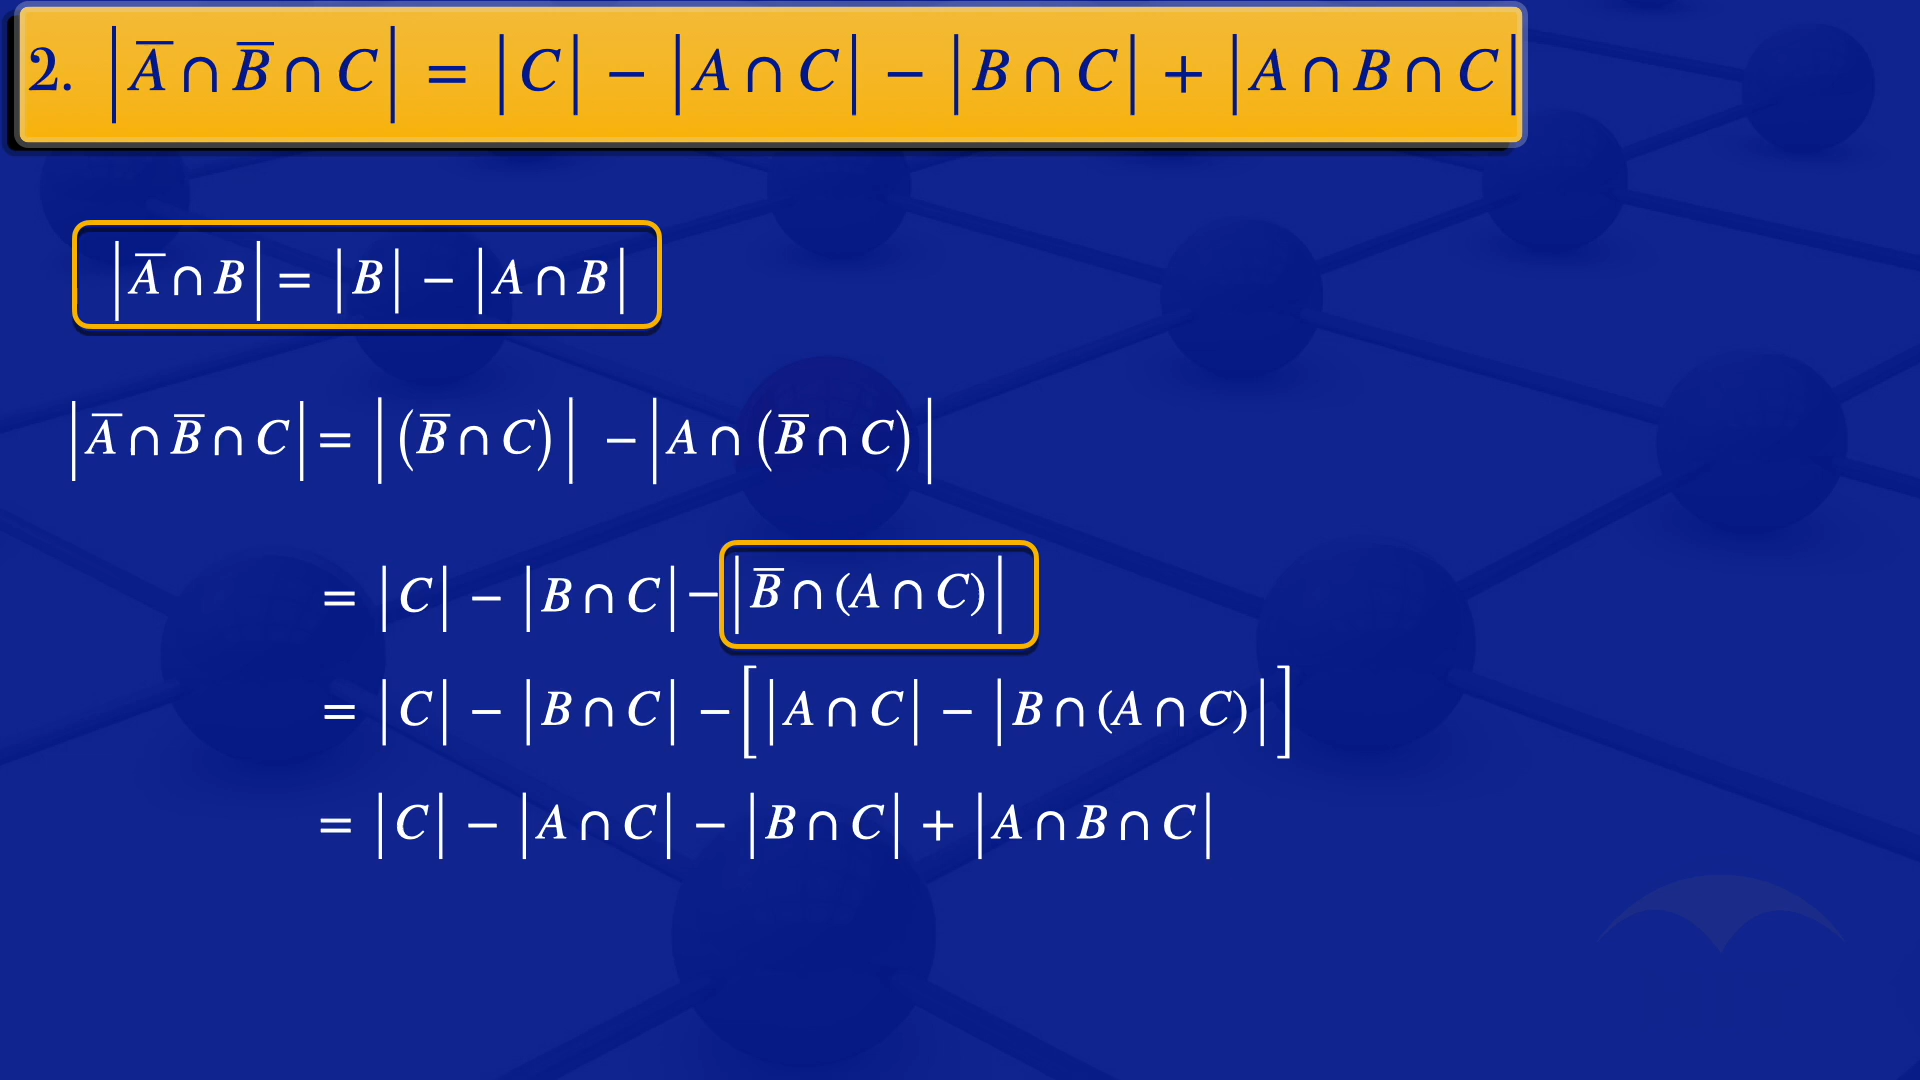 2. |A̅ ∩ B̅ ∩ C| = |C| − |A ∩ C| − |B ∩ C| + |A ∩ B ∩ C|
|A̅ ∩ B| = |B| − |A ∩ B|
|A̅ ∩ B̅ ∩ C| = |(B̅ ∩ C)| − |A ∩ (B̅ ∩ C)|
= |C| − |B ∩ C| − |B̅ ∩ (A ∩ C)|
= |C| − |B ∩ C| − [|A ∩ C| − |B ∩ (A ∩ C)|]
= |C| − |A ∩ C| − |B ∩ C| + |A ∩ B ∩ C|